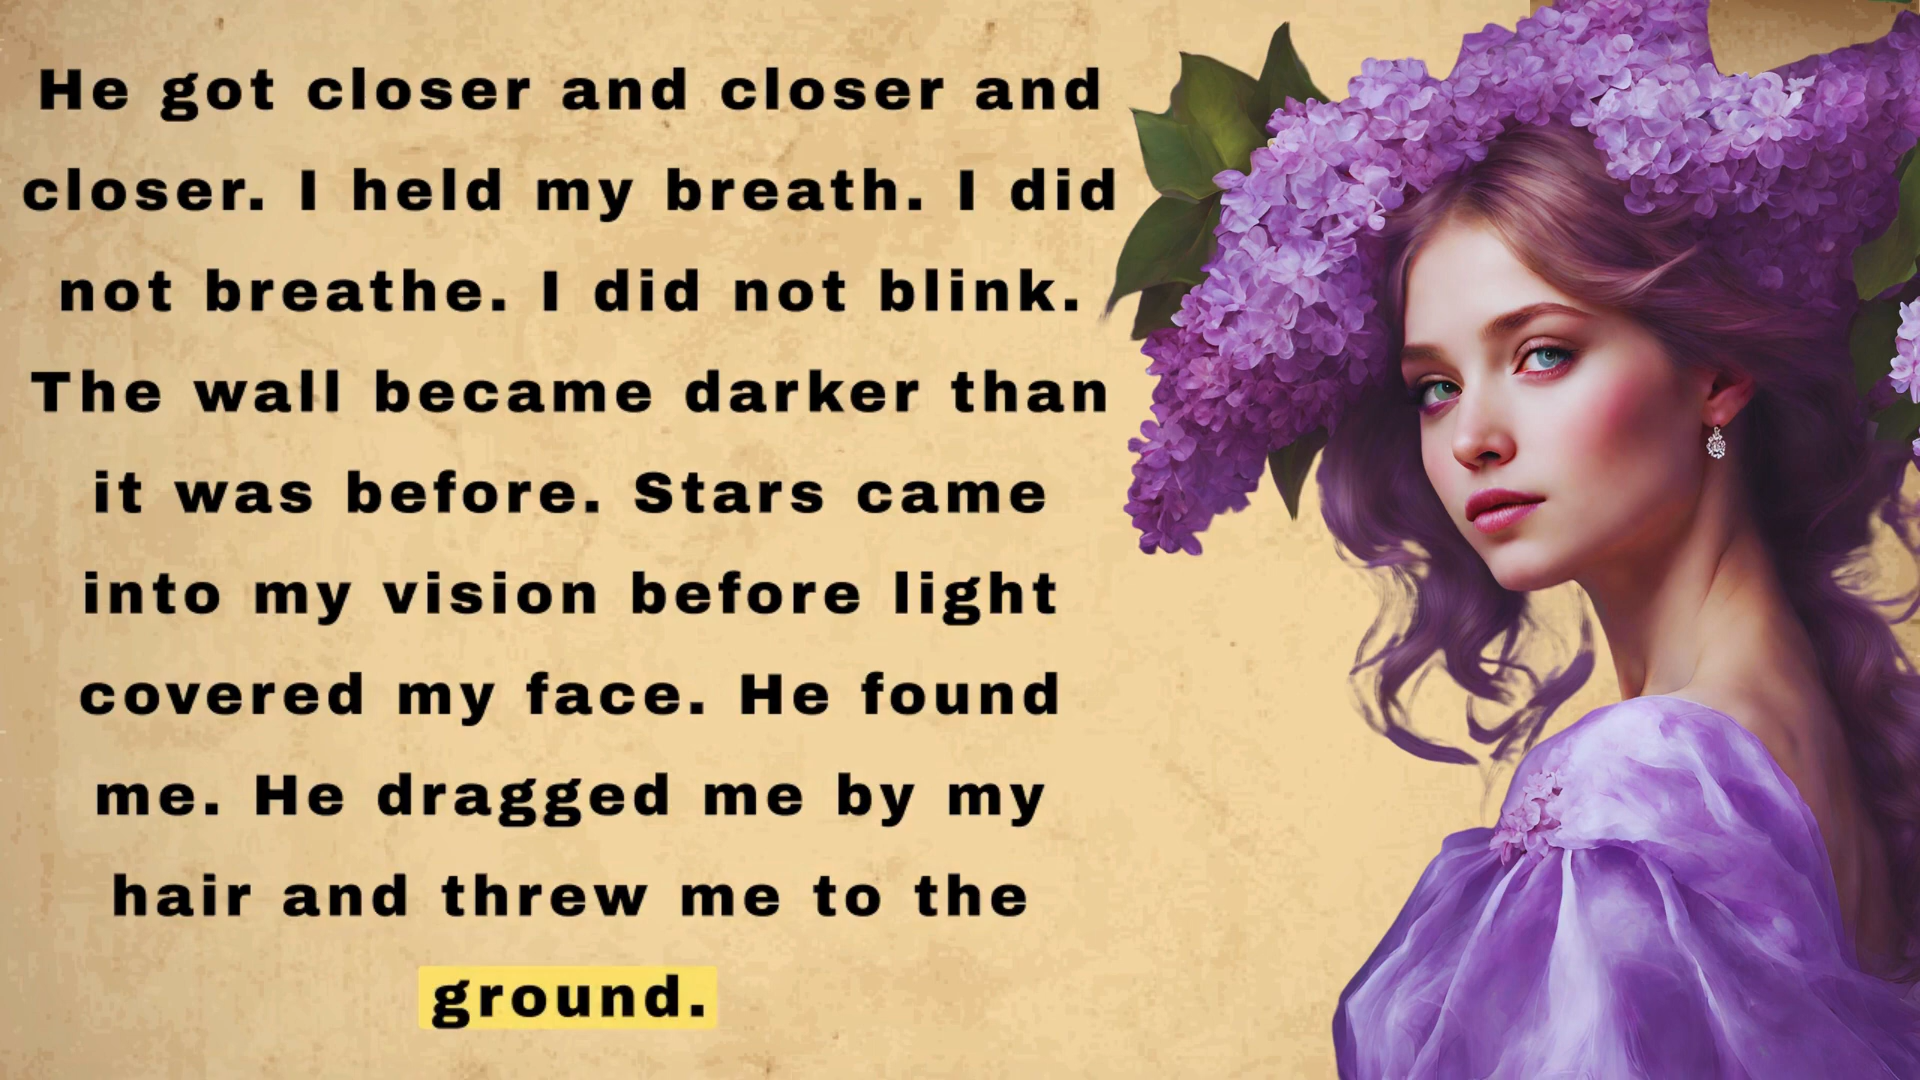 He got closer and closer and
closer. I held my breath. I did
not breathe. I did not blink.
The wall became darker than
it was before. Stars came
into my vision before light
covered my face. He found
me. He dragged me by my
hair and threw me to the
ground.